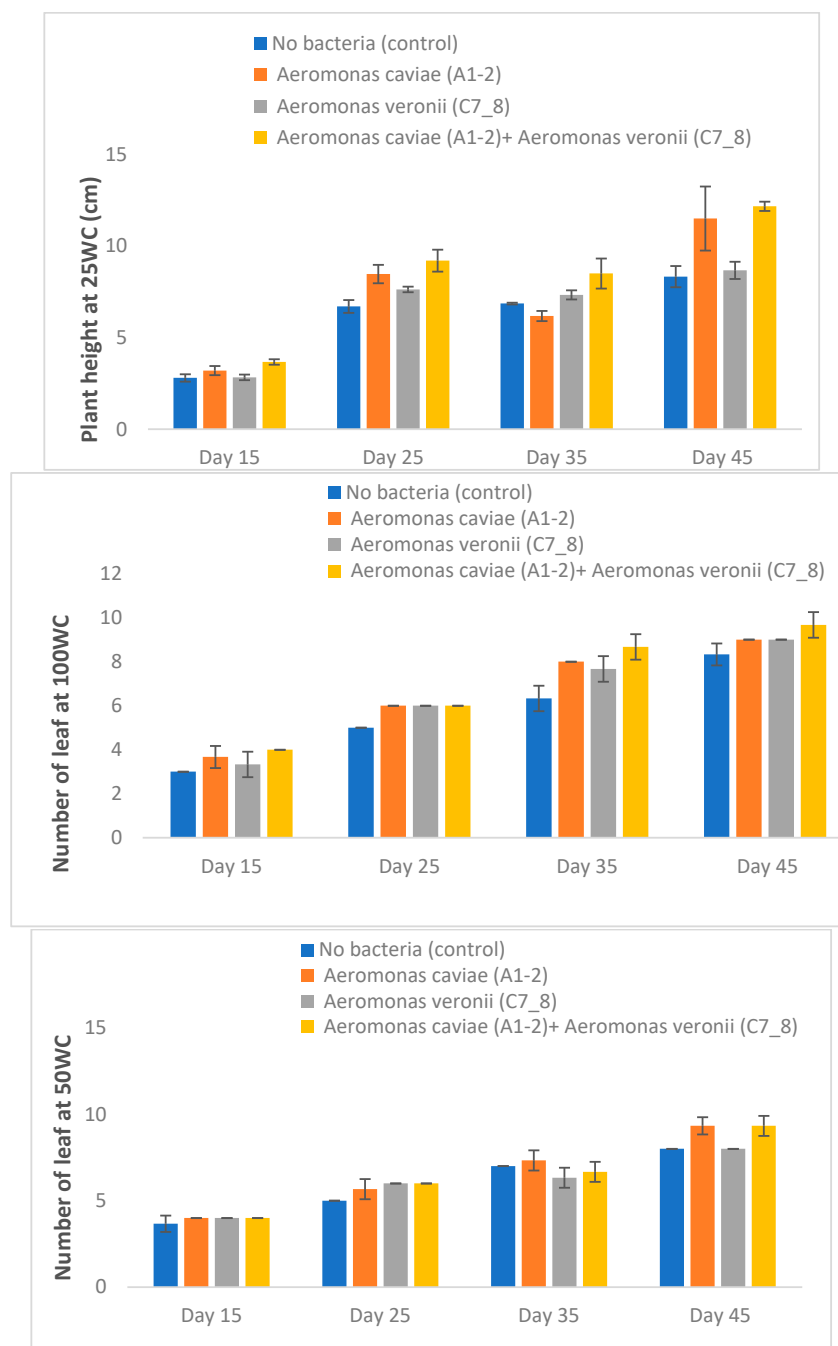 No bacteria (control)
Aeromonas caviae (A1-2)
Aeromonas veronii (C7_8)
Aeromonas caviae (A1-2)+ Aeromonas veronii (C7_8)
Plant height at 25WC (cm)
15
10
5
0
Day 15 Day 25 Day 35 Day 45
No bacteria (control)
Aeromonas caviae (A1-2)
Aeromonas veronii (C7_8)
Aeromonas caviae (A1-2)+ Aeromonas veronii (C7_8)
Number of leaf at 100WC
12
10
8
6
4
2
0
Day 15 Day 25 Day 35 Day 45
No bacteria (control)
Aeromonas caviae (A1-2)
Aeromonas veronii (C7_8)
Aeromonas caviae (A1-2)+ Aeromonas veronii (C7_8)
Number of leaf at 50WC
15
10
5
0
Day 15 Day 25 Day 35 Day 45